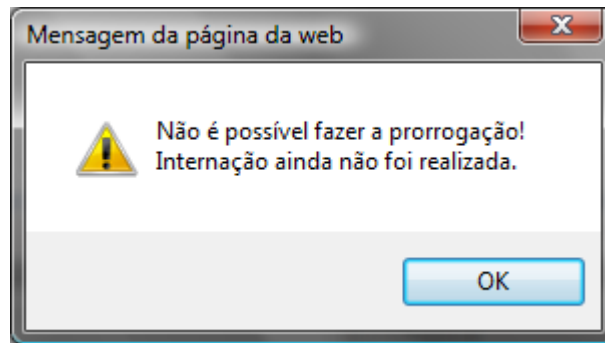 Mensagem da página da web
Não é possível fazer a prorrogação!
Internação ainda não foi realizada.
OK